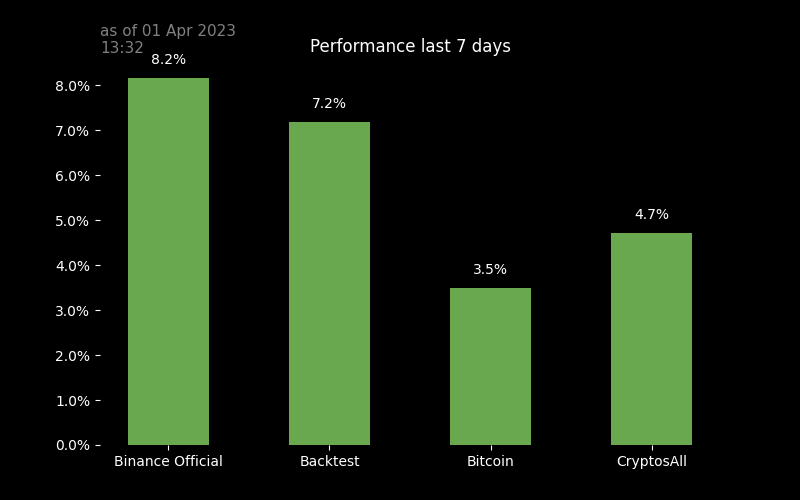 as of 01 Apr 2023
13:32
Performance last 7 days
8.2%
7.2%
3.5%
4.7%
8.0%
7.0%
6.0%
5.0%
4.0%
3.0%
2.0%
1.0%
0.0%
Binance Official
Backtest
Bitcoin
CryptosAll